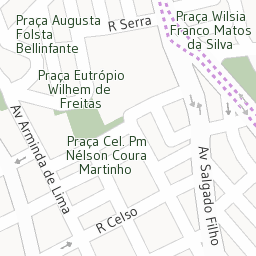 Praça Augusta
Folsta
Bellinfante
R Serra
Praça Wilsia
Franco Matos
da Silva
Praça Eutrópio
Wilhem de
Freitas
Av Arminda de Lima
Praça Cel. Pm
Nélson Coura
Martinho
Av Salgado Filho
R Celso